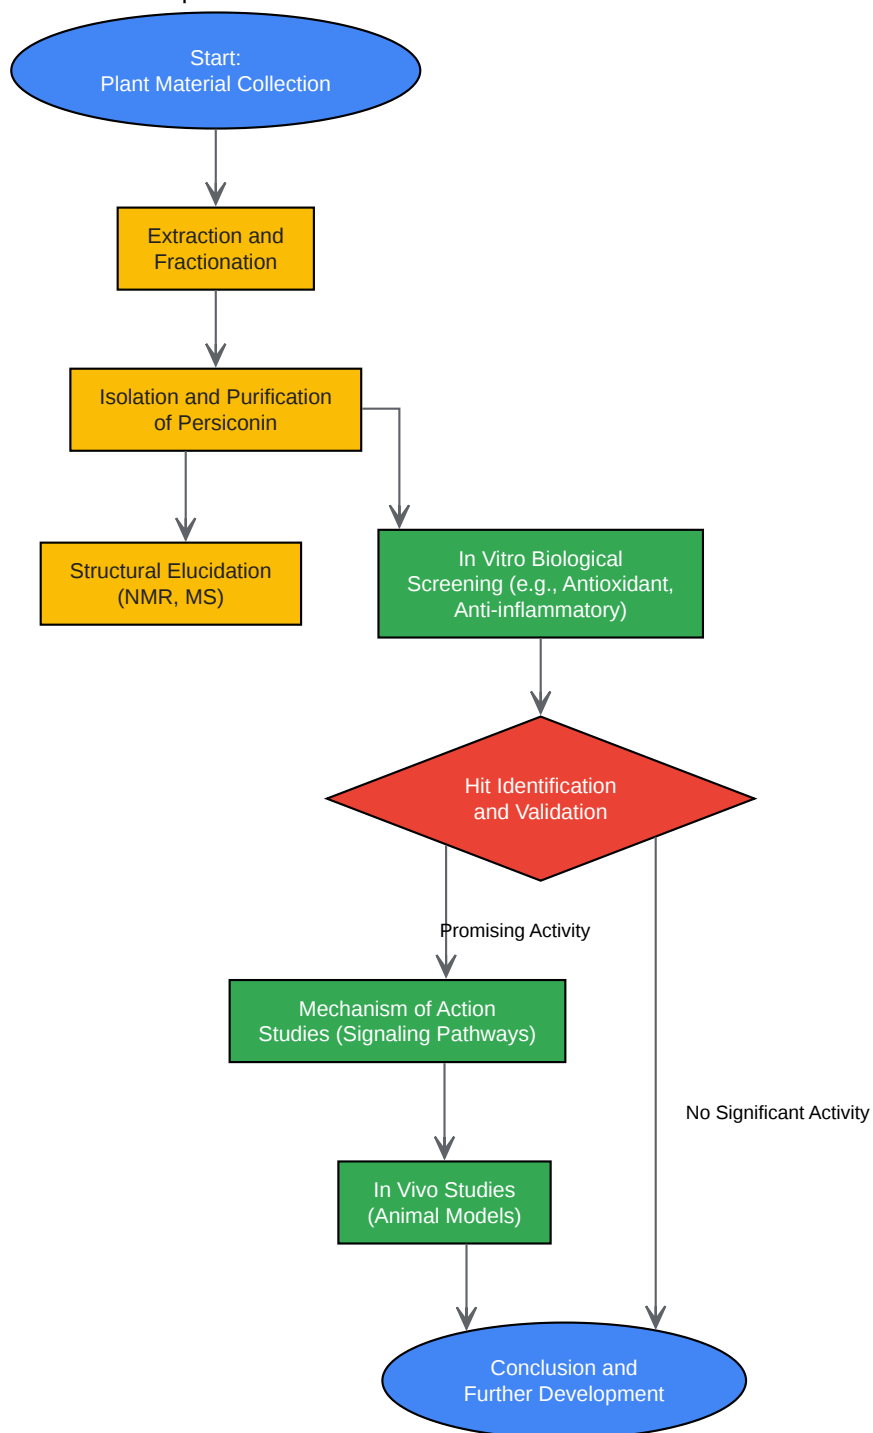 Start:
Plant Material Collection
Extraction and
Fractionation
Isolation and Purification
of Persiconin
Structural Elucidation
(NMR, MS)
In Vitro Biological
Screening (e.g., Antioxidant,
Anti-inflammatory)
Hit Identification
and Validation
Promising Activity
Mechanism of Action
Studies (Signaling Pathways)
No Significant Activity
In Vivo Studies
(Animal Models)
Conclusion and
Further Development